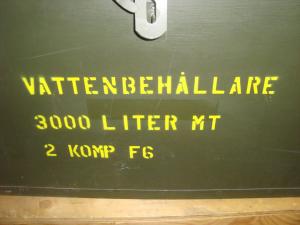 VATTENBEHÅLLARE
3000 LITER MT
2 KOMP F6